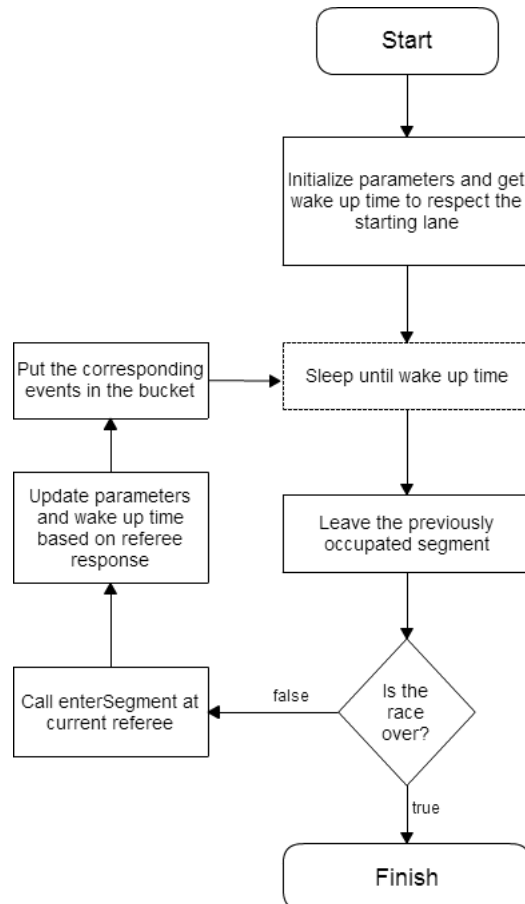 Start
Initialize parameters and get
wake up time to respect the
starting lane
Sleep until wake up time
Put the corresponding
events in the bucket
Update parameters
and wake up time
based on referee
response
Leave the previously
occupated segment
Call enterSegment at
current referee
false
Is the
race
over?
true
Finish